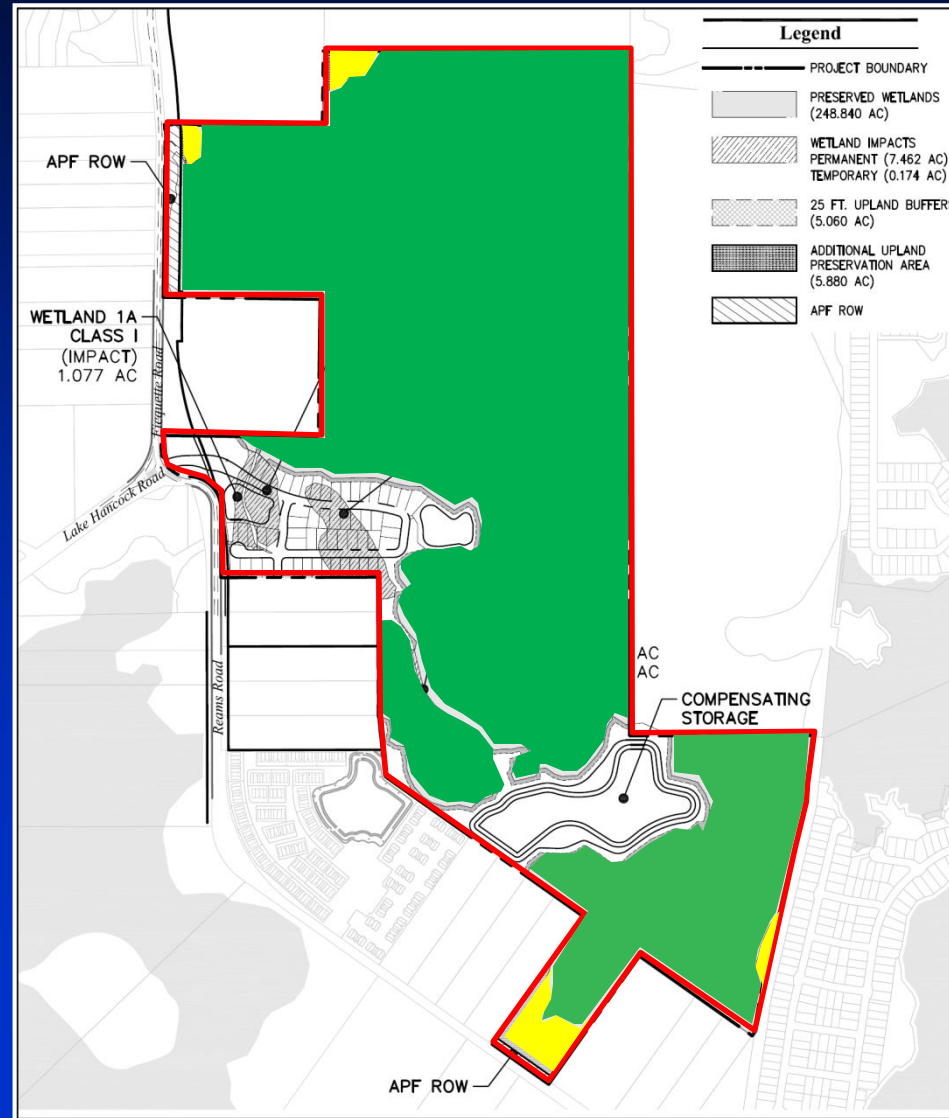 Legend
PROJECT BOUNDARY
PRESERVED WETLANDS
(248.840 AC)
WETLAND IMPACTS
PERMANENT (7.462 AC)
TEMPORARY (0.174 AC)
25 FT. UPLAND BUFFERS
(5.060 AC)
ADDITIONAL UPLAND
PRESERVATION AREA
(5.880 AC)
APF ROW
APF ROW
WETLAND 1A
CLASS I
(IMPACT)
1.077 AC
Ficquette Road
Lake Hancock Road
Reams Road
AC
AC
COMPENSATING
STORAGE
APF ROW